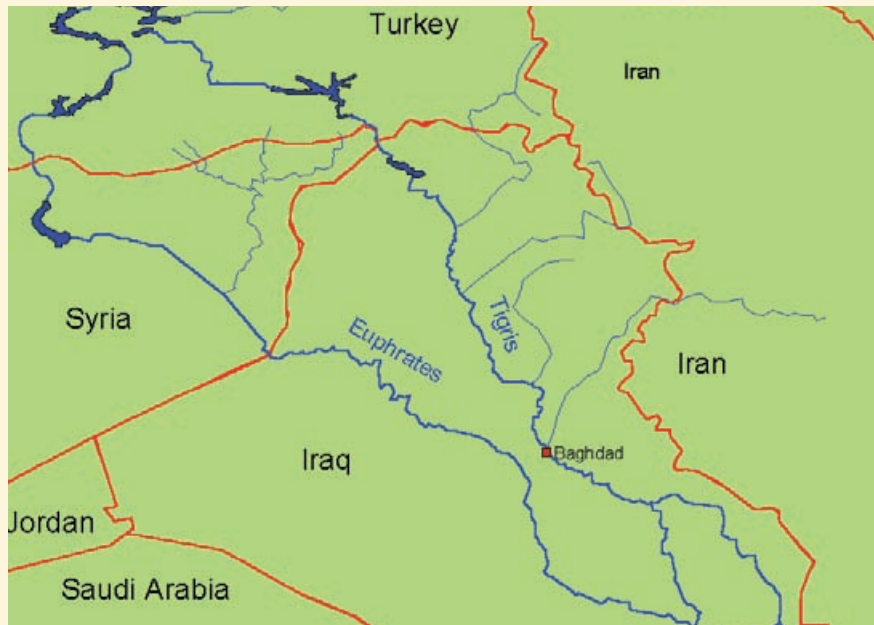 Turkey
Iran
Syria
Euphrates
Tigris
Iran
Baghdad
Iraq
Jordan
Saudi Arabia